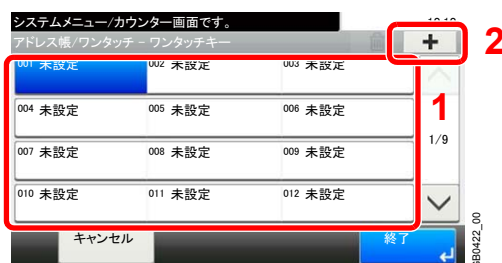 システムメニュー/カウンター画面です。
アドレス帳/ワンタッチ - ワンタッチキー
+
2
001 未設定 002 未設定 003 未設定
1
004 未設定 005 未設定 006 未設定
1/9
007 未設定 008 未設定 009 未設定
010 未設定 011 未設定 012 未設定
キャンセル 終了
GB0422_00